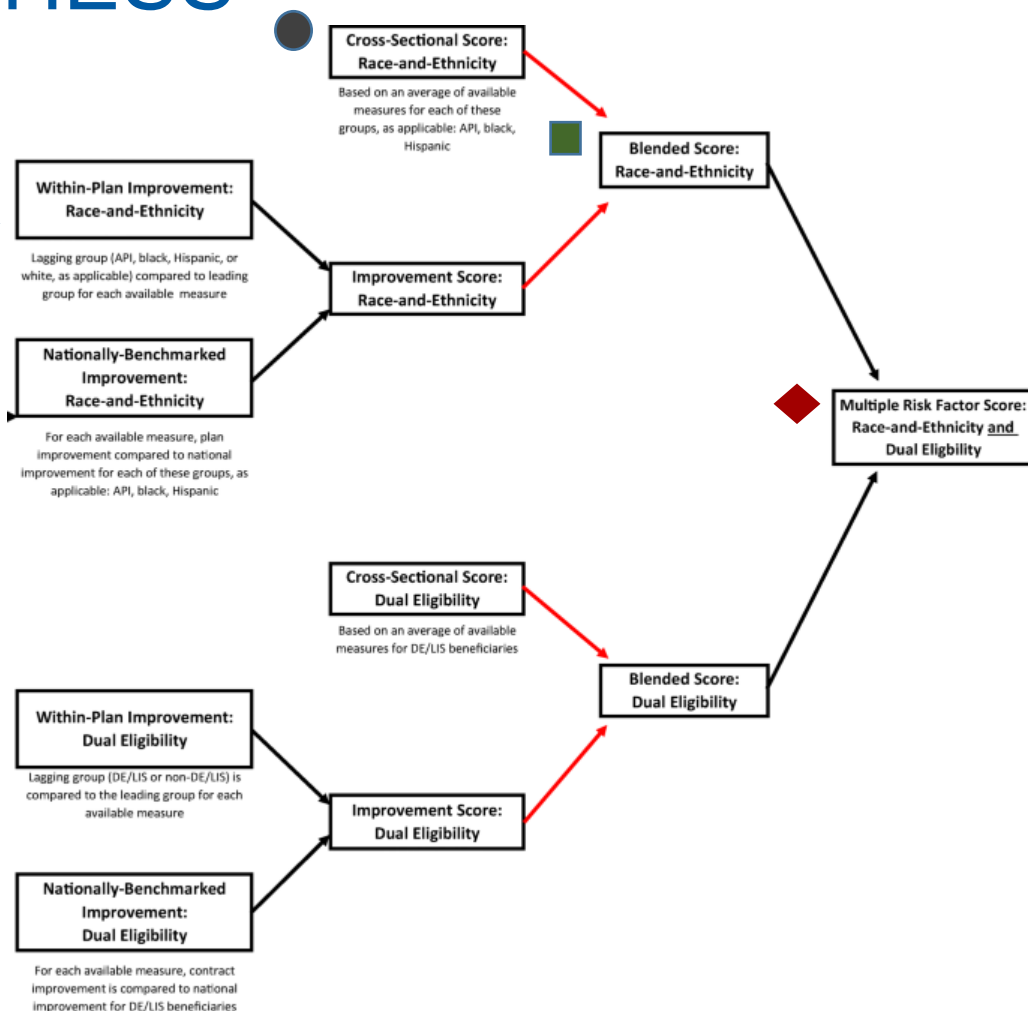 HESS
Cross-Sectional Score:
Race-and-Ethnicity
Based on an average of available
measures for each of these
groups, as applicable: API, black,
Hispanic
Blended Score:
Race-and-Ethnicity
Within-Plan Improvement:
Race-and-Ethnicity
Lagging group (API, black, Hispanic, or
white, as applicable) compared to leading
group for each available measure
Improvement Score:
Race-and-Ethnicity
Nationally-Benchmarked
Improvement:
Race-and-Ethnicity
For each available measure, plan
improvement compared to national
improvement for each of these groups, as
applicable: API, black, Hispanic
Multiple Risk Factor Score:
Race-and-Ethnicity and
Dual Eligbility
Cross-Sectional Score:
Dual Eligibility
Based on an average of available
measures for DE/LIS beneficiaries
Blended Score:
Dual Eligibility
Within-Plan Improvement:
Dual Eligibility
Lagging group (DE/LIS or non-DE/LIS) is
compared to the leading group for each
available measure
Improvement Score:
Dual Eligibility
Nationally-Benchmarked
Improvement:
Dual Eligibility
For each available measure, contract
improvement is compared to national
improvement for DE/LIS beneficiaries